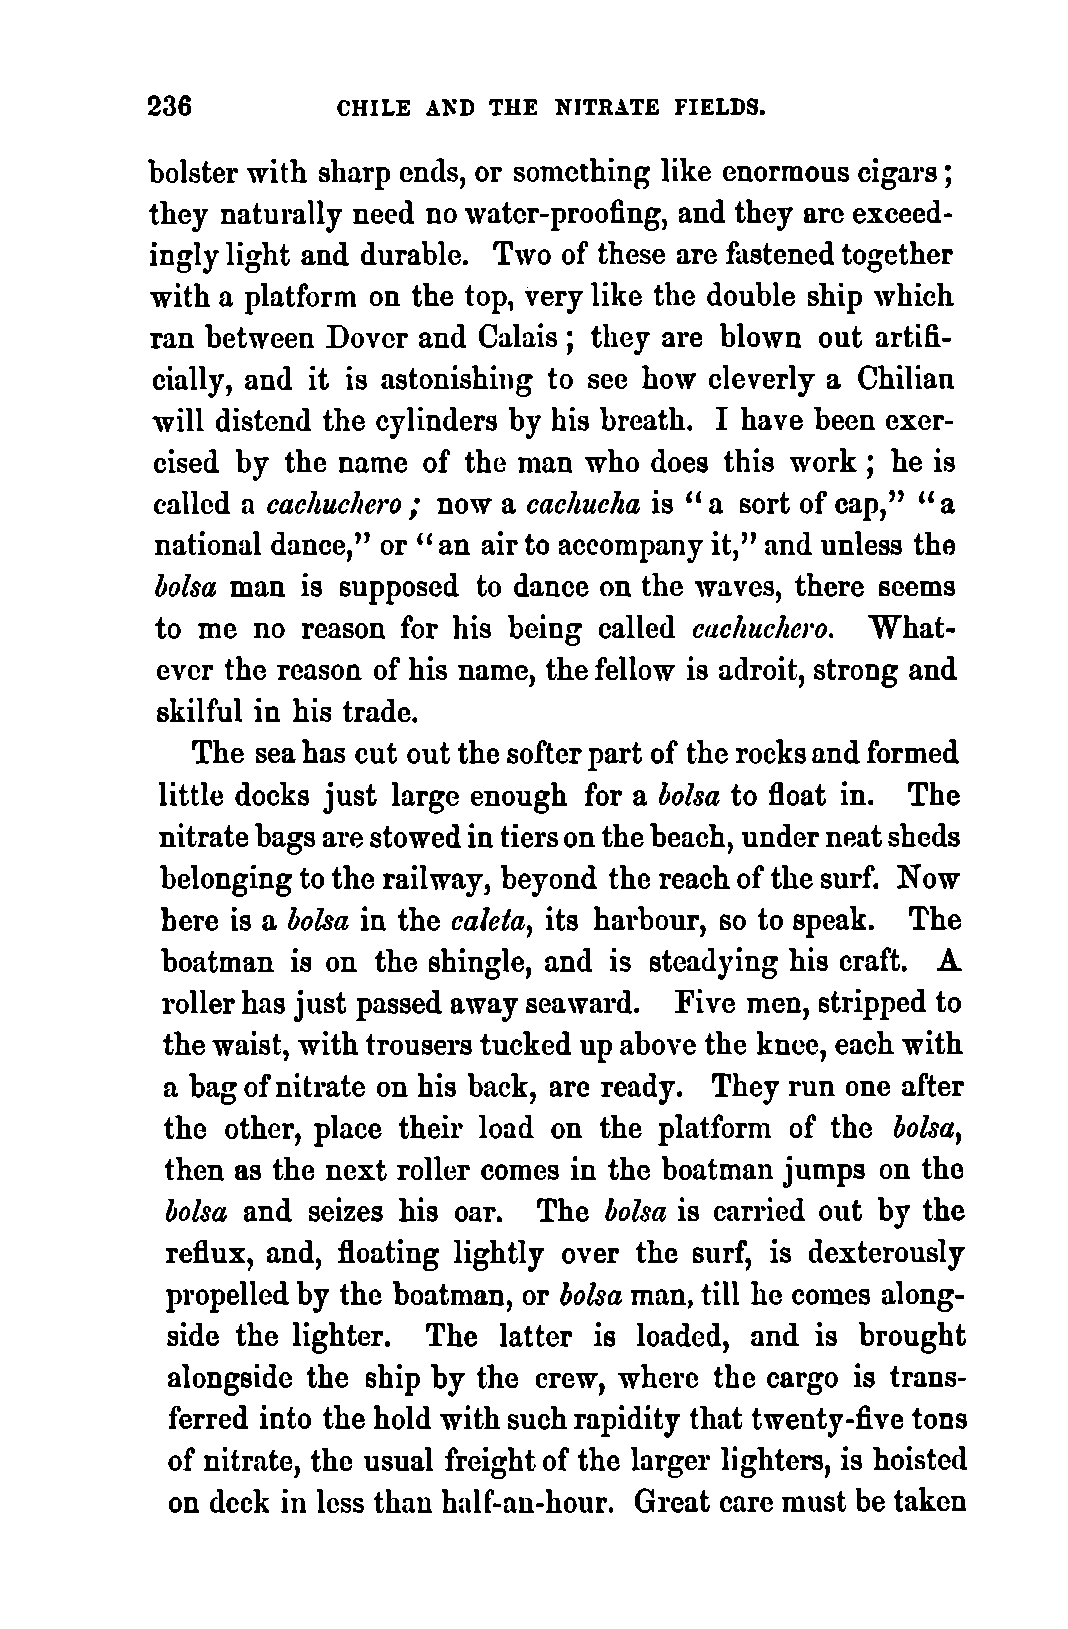 236 CHILE AND THE NITRATE FIELDS.
bolster with sharp ends, or something like enormous cigars;
they naturally need no water-proofing, and they are exceed-
ingly light and durable. Two of these are fastened together
with a platform on the top, very like the double ship which
ran between Dover and Calais; they are blown out artifi-
cially, and it is astonishing to see how cleverly a Chilian
will distend the cylinders by his breath. I have been exer-
cised by the name of the man who does this work; he is
called a cachuchero; now a cachucha is "a sort of cap," "a
national dance," or "an air to accompany it," and unless the
bolsa man is supposed to dance on the waves, there seems
to me no reason for his being called cachuchero. What-
ever the reason of his name, the fellow is adroit, strong and
skilful in his trade.
The sea has cut out the softer part of the rocks and formed
little docks just large enough for a bolsa to float in. The
nitrate bags are stowed in tiers on the beach, under neat sheds
belonging to the railway, beyond the reach of the surf. Now
here is a bolsa in the caleta, its harbour, so to speak. The
boatman is on the shingle, and is steadying his craft. A
roller has just passed away seaward. Five men, stripped to
the waist, with trousers tucked up above the knee, each with
a bag of nitrate on his back, are ready. They run one after
the other, place their load on the platform of the bolsa,
then as the next roller comes in the boatman jumps on the
bolsa and seizes his oar. The bolsa is carried out by the
reflux, and, floating lightly over the surf, is dexterously
propelled by the boatman, or bolsa man, till he comes along-
side the lighter. The latter is loaded, and is brought
alongside the ship by the crew, where the cargo is trans-
ferred into the hold with such rapidity that twenty-five tons
of nitrate, the usual freight of the larger lighters, is hoisted
on deck in less than half-an-hour. Great care must be taken